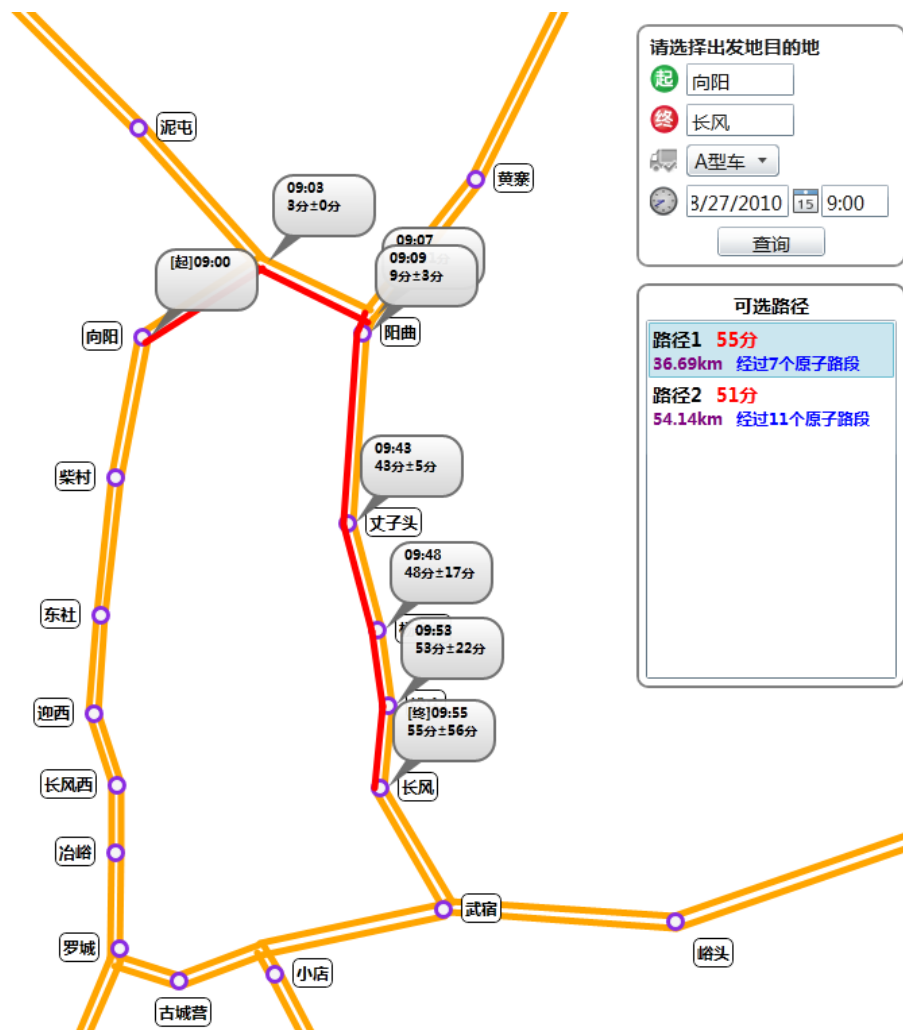 请选择出发地目的地
起 向阳
终 长风
A型车
3/27/2010 15 9:00
查询
可选路径
路径1 55分
36.69km 经过7个原子路段
路径2 51分
54.14km 经过11个原子路段
泥屯
黄寨
09:03
3分±0分
09:07
[起]09:00
09:09
9分±3分
向阳
阳曲
09:43
43分±5分
柴村
丈子头
09:48
48分±17分
东社
09:53
53分±22分
迎西
[终]09:55
55分±56分
长风西
长风
冶峪
武宿
罗城
峪头
小店
古城营